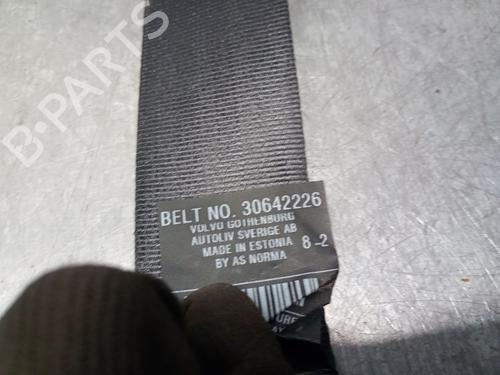 B-PARTS
BELT NO. 30642226
VOLVO GOTHENBURG
AUTOLIV SVERIGE AB
MADE IN ESTONIA 8-2
BY AS NORMA